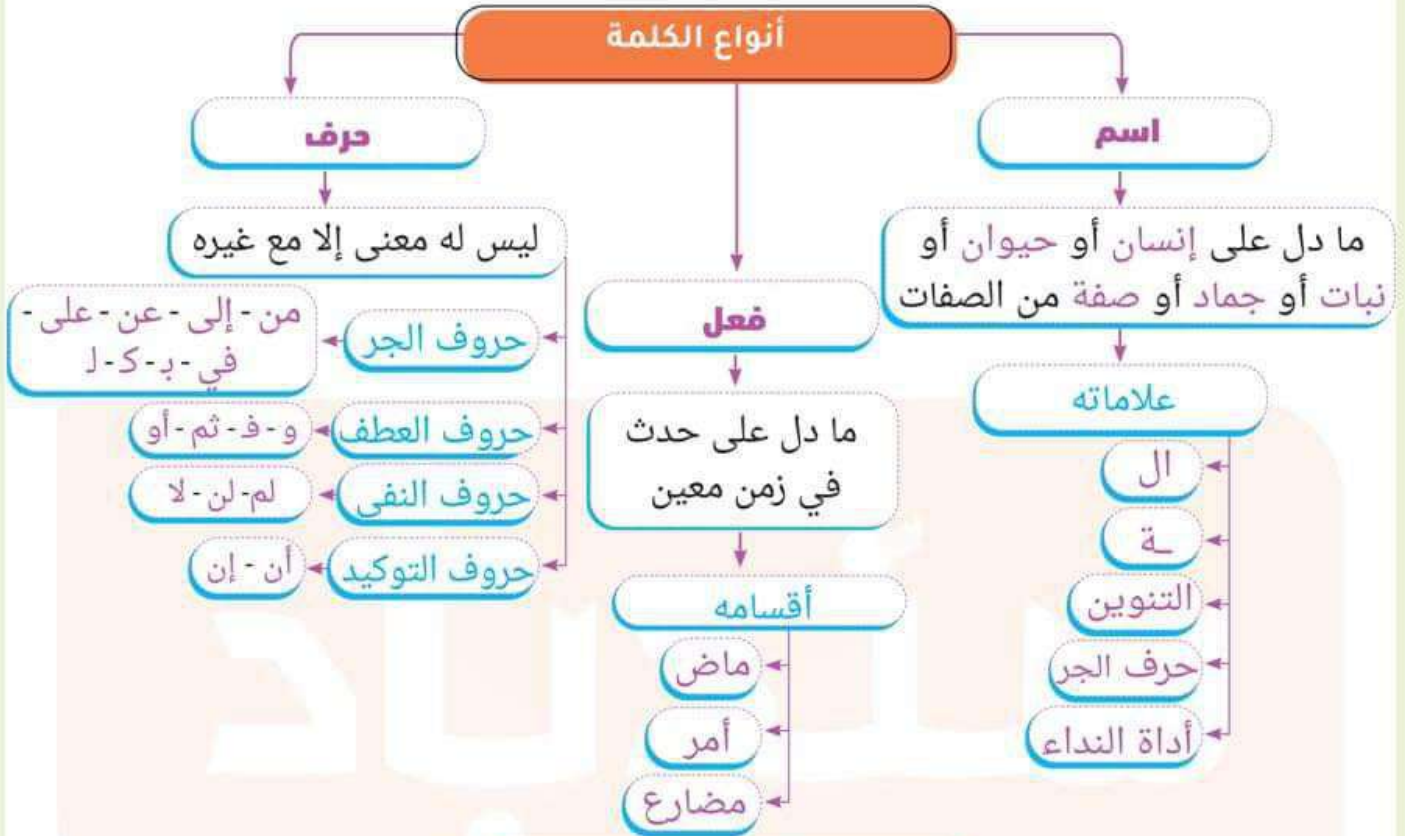 أنواع الكلمة
اسم
ما دل على إنسان أو حيوان أو
نبات أو جماد أو صفة من الصفات
علاماته
ال
ـة
التنوين
حرف الجر
أداة النداء
فعل
ما دل على حدث
في زمن معين
أقسامه
ماض
أمر
مضارع
حرف
ليس له معنى إلا مع غيره
حروف الجر
من - إلى - عن - على -
في - بـ - كـ - لـ
حروف العطف
و - فـ - ثم - أو
حروف النفى
لم - لن - لا
حروف التوكيد
أن - إن